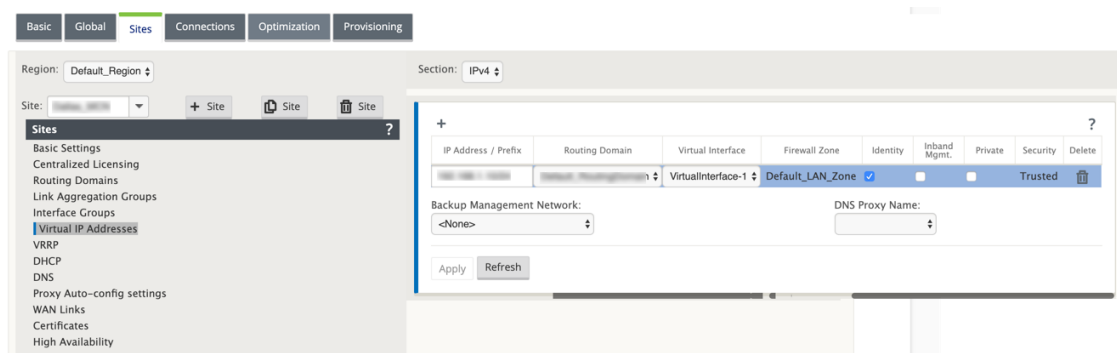 Basic Global Sites Connections Optimization Provisioning
Region: Default_Region
Section: IPv4
Site:
+ Site Site Site
Sites ?
Basic Settings
Centralized Licensing
Routing Domains
Link Aggregation Groups
Interface Groups
Virtual IP Addresses
VRRP
DHCP
DNS
Proxy Auto-config settings
WAN Links
Certificates
High Availability
+ ?
IP Address / Prefix Routing Domain Virtual Interface Firewall Zone Identity Inband Mgmt. Private Security Delete
VirtualInterface-1 Default_LAN_Zone Trusted
Backup Management Network: DNS Proxy Name:
<None>
Apply Refresh